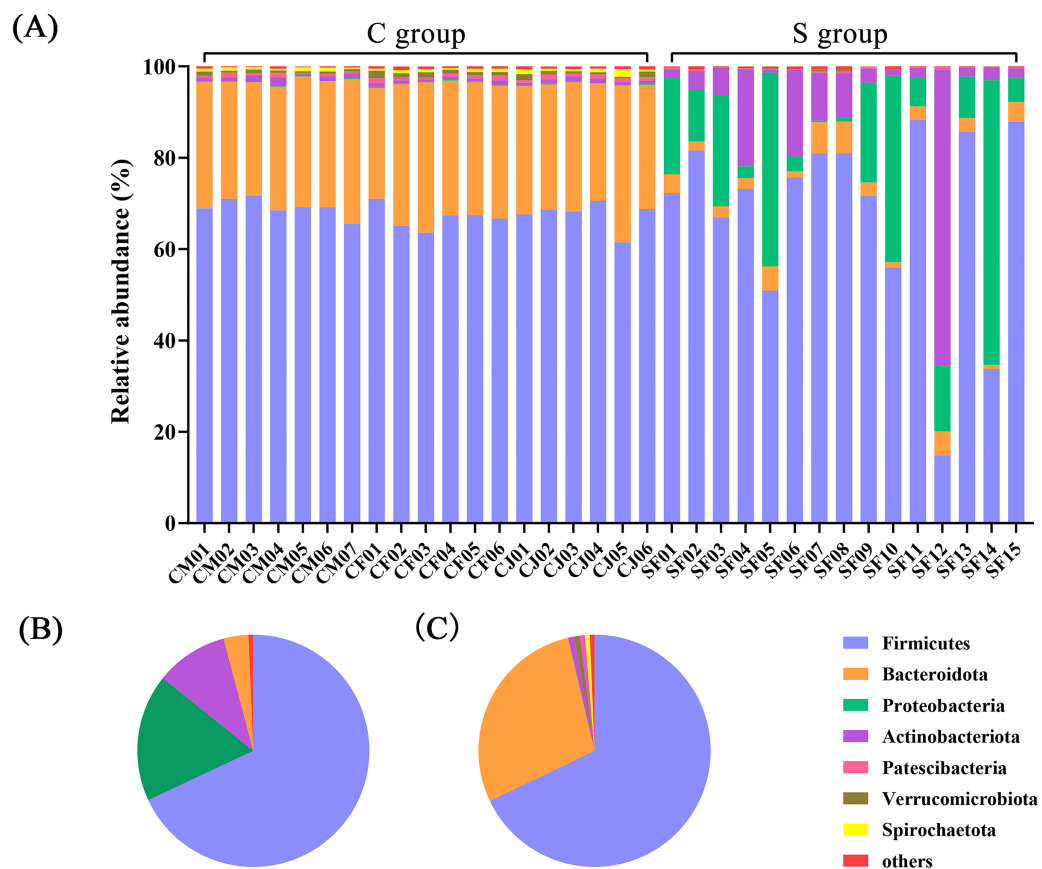 (A)
C group
S group
Relative abundance (%)
100
80
60
40
20
0
CM01
CM02
CM03
CM04
CM05
CM06
CM07
CF01
CF02
CF03
CF04
CF05
CF06
CJ01
CJ02
CJ03
CJ04
CJ05
CJ06
SF01
SF02
SF03
SF04
SF05
SF06
SF07
SF08
SF09
SF10
SF11
SF12
SF13
SF14
SF15
(B)
(C)
Firmicutes
Bacteroidota
Proteobacteria
Actinobacteriota
Patescibacteria
Verrucomicrobiota
Spirochaetota
others